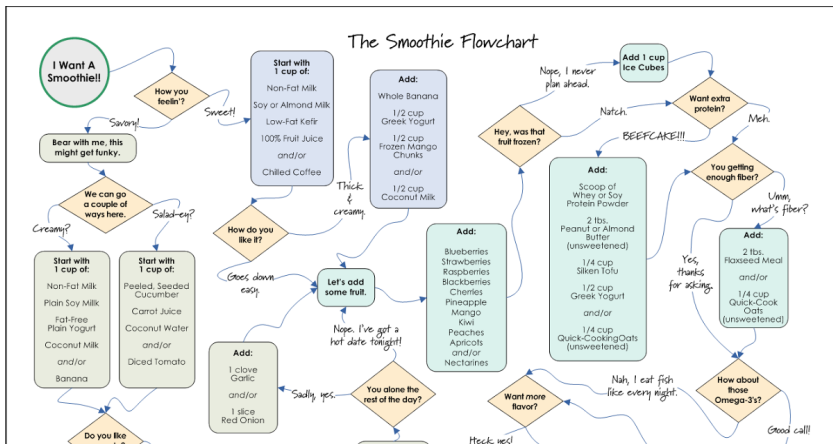 The Smoothie Flowchart
I Want A
Smoothie!!
How you
feelin'?
Savory!
Sweet!
Bear with me, this
might get funky.
We can go
a couple of
ways here.
Creamy?
Salad-ey?
Start with
1 cup of:
Non-Fat Milk
Plain Soy Millk
Fat-Free
Plain Yogurt
Coconut Milk
and/or
Banana
Start with
1 cup of:
Peeled, Seeded
Cucumber
Carrot Juice
Coconut Water
and/or
Diced Tomato
Do you like
Start with
1 cup of:
Non-Fat Milk
Soy or Almond Milk
Low-Fat Kefir
100% Fruit Juice
and/or
Chilled Coffee
How do you
like it?
Thick
&
creamy.
Goes down
easy.
Add:
Whole Banana
1/2 cup
Greek Yogurt
1/2 cup
Frozen Mango
Chunks
and/or
1/2 cup
Coconut Milk
Let's add
some fruit.
Nope. I've got a
hot date tonight!
You alone the
rest of the day?
Sadly, yes.
Add:
1 clove
Garlic
and/or
1 slice
Red Onion
Add:
Blueberries
Strawberries
Raspberries
Blackberries
Cherries
Pineapple
Mango
Kiwi
Peaches
Apricots
and/or
Nectarines
Hey, was that
fruit frozen?
Nope, I never
plan ahead.
Natch.
Add 1 cup
Ice Cubes
Want extra
protein?
BEEFCAKE!!!
Meh.
Add:
Scoop of
Whey or Soy
Protein Powder
2 tbs.
Peanut or Almond
Butter
(unsweetened)
1/4 cup
Silken Tofu
1/2 cup
Greek Yogurt
and/or
1/4 cup
Quick-CookingOats
(unsweetened)
You getting
enough fiber?
Umm,
what's fiber?
Yes,
thanks
for asking.
Add:
2 tbs.
Flaxseed Meal
and/or
1/4 cup
Quick-Cook
Oats
(unsweetened)
How about
those
Omega-3's?
Nah, I eat fish
like every night.
Good call!
Want more
flavor?
Heck yes!